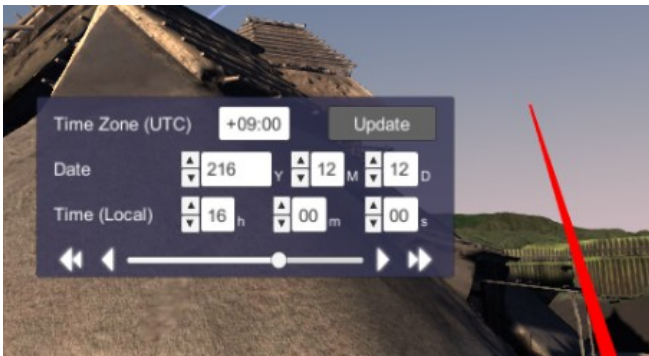 Time Zone (UTC) +09:00 Update
Date 216 Y 12 M 12 D
Time (Local) 16 h 00 m 00 s